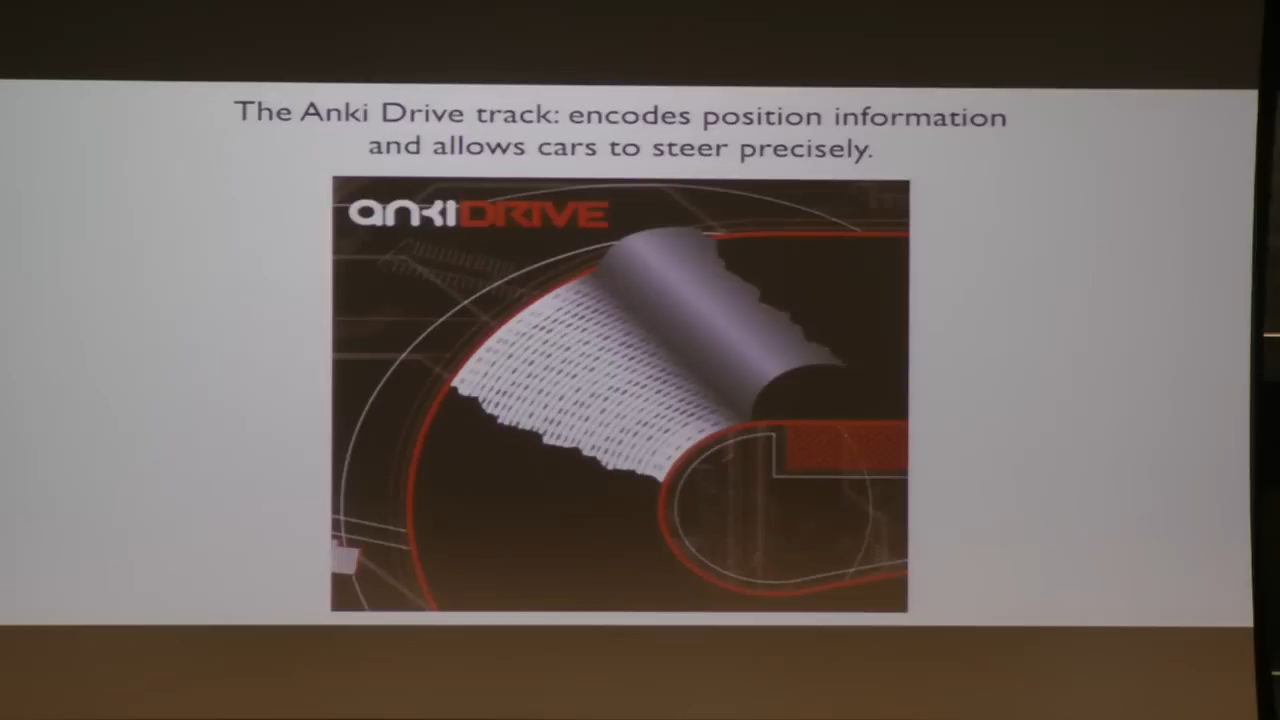 The Anki Drive track: encodes position information
and allows cars to steer precisely.
ANKIDRIVE